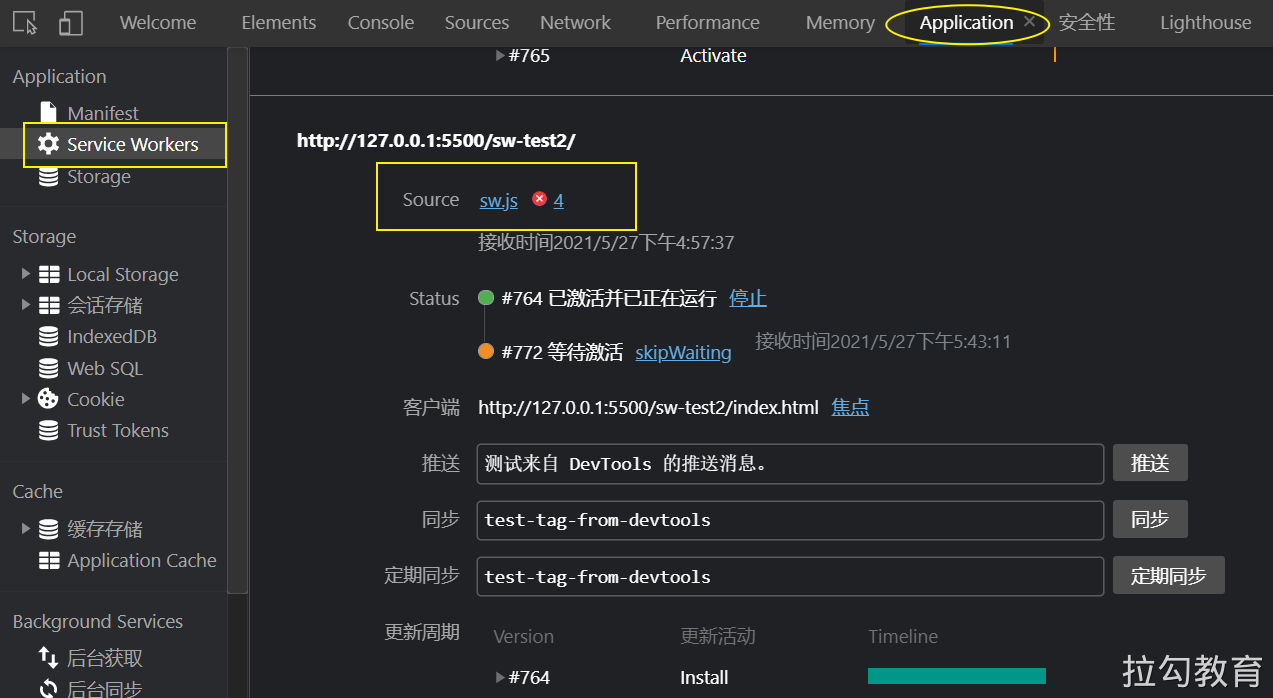 Welcome Elements Console Sources Network Performance Memory Application × 安全性 Lighthouse
Application
Manifest
Service Workers
Storage
Storage
Local Storage
会话存储
IndexedDB
Web SQL
Cookie
Trust Tokens
Cache
缓存存储
Application Cache
Background Services
后台获取
后台同步
#765 Activate
http://127.0.0.1:5500/sw-test2/
Source sw.js 4
接收时间2021/5/27下午4:57:37
Status #764 已激活并已正在运行 停止
#772 等待激活 skipWaiting 接收时间2021/5/27下午5:43:11
客户端 http://127.0.0.1:5500/sw-test2/index.html 焦点
推送 测试来自 DevTools 的推送消息。 推送
同步 test-tag-from-devtools 同步
定期同步 test-tag-from-devtools 定期同步
更新周期 Version 更新活动 Timeline
#764 Install
拉勾教育